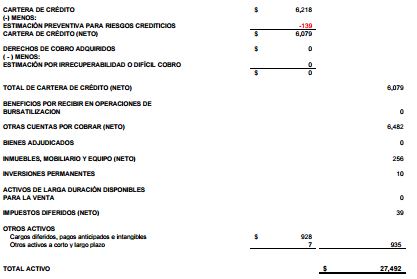 CARTERA DE CRÉDITO $ 6,218
(-) MENOS:
ESTIMACIÓN PREVENTIVA PARA RIESGOS CREDITICIOS -139
CARTERA DE CRÉDITO (NETO) $ 6,079
DERECHOS DE COBRO ADQUIRIDOS $ 0
( - ) MENOS:
ESTIMACIÓN POR IRRECUPERABILIDAD O DIFÍCIL COBRO 0
$ 0
TOTAL DE CARTERA DE CRÉDITO (NETO) 6,079
BENEFICIOS POR RECIBIR EN OPERACIONES DE
BURSATILIZACION 0
OTRAS CUENTAS POR COBRAR (NETO) 6,482
BIENES ADJUDICADOS 0
INMUEBLES, MOBILIARIO Y EQUIPO (NETO) 256
INVERSIONES PERMANENTES 10
ACTIVOS DE LARGA DURACIÓN DISPONIBLES
PARA LA VENTA 0
IMPUESTOS DIFERIDOS (NETO) 39
OTROS ACTIVOS
Cargos diferidos, pagos anticipados e intangibles $ 928
Otros activos a corto y largo plazo 7 935
TOTAL ACTIVO $ 27,492